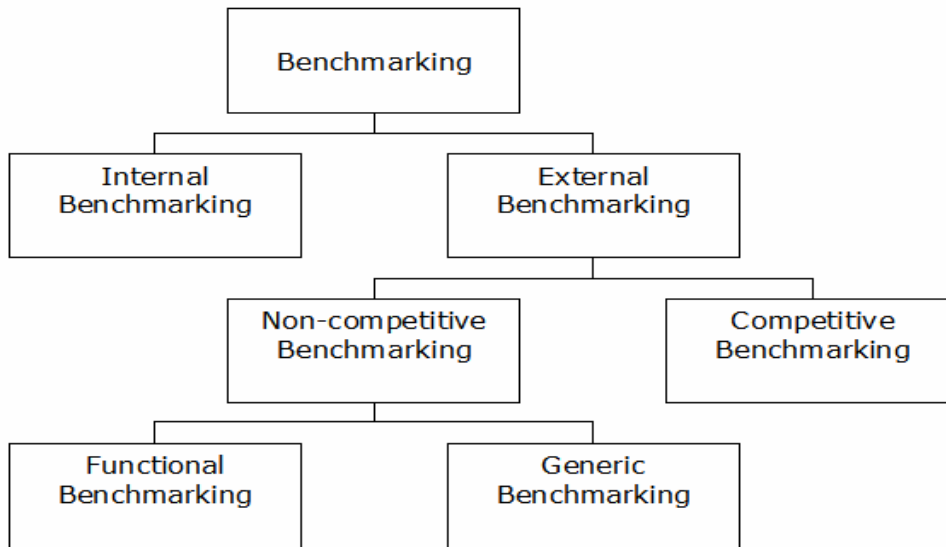 Benchmarking
Internal
Benchmarking
External
Benchmarking
Non-competitive
Benchmarking
Competitive
Benchmarking
Functional
Benchmarking
Generic
Benchmarking